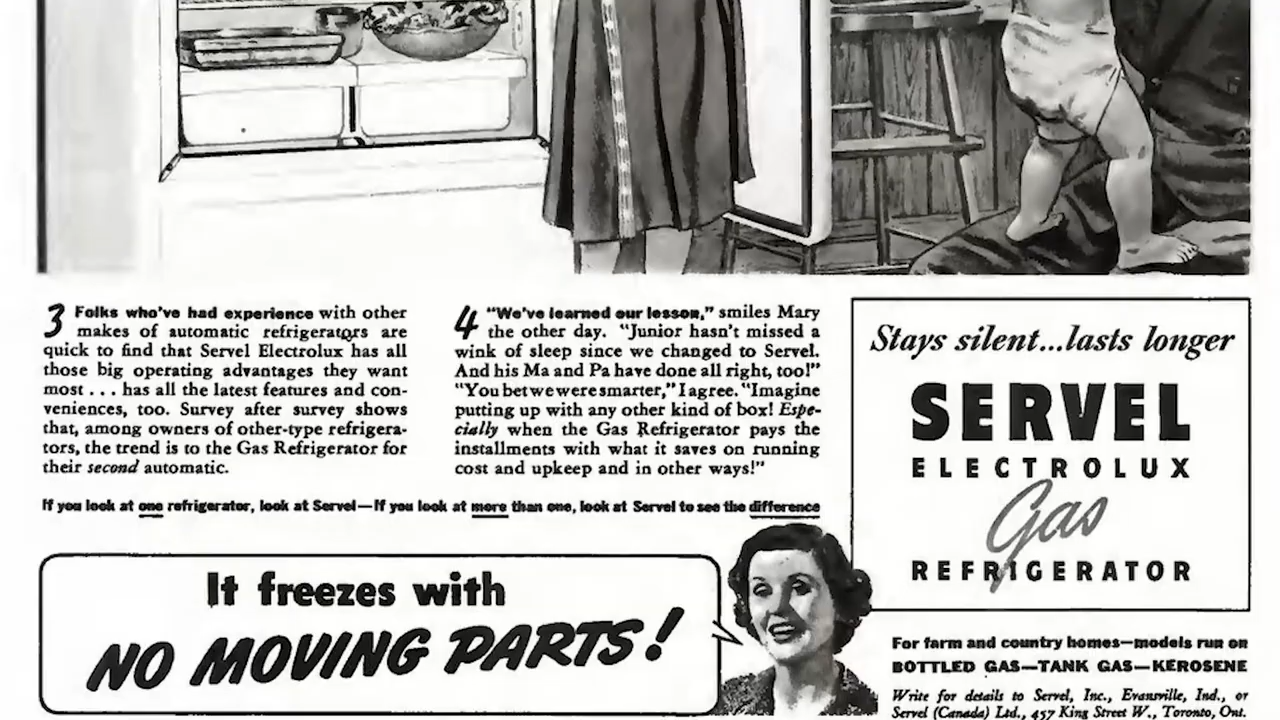 3 Folks who've had experience with other
makes of automatic refrigerators are
quick to find that Servel Electrolux has all
those big operating advantages they want
most . . . has all the latest features and con-
veniences, too. Survey after survey shows
that, among owners of other-type refrigera-
tors, the trend is to the Gas Refrigerator for
their second automatic.
4 "We've learned our lesson," smiles Mary
the other day. "Junior hasn't missed a
wink of sleep since we changed to Servel.
And his Ma and Pa have done all right, too!"
"You bet we were smarter," I agree. "Imagine
putting up with any other kind of box! Espe-
cially when the Gas Refrigerator pays the
installments with what it saves on running
cost and upkeep and in other ways!"
If you look at one refrigerator, look at Servel—If you look at more than one, look at Servel to see the difference
It freezes with
NO MOVING PARTS!
Stays silent...lasts longer
SERVEL
ELECTROLUX
Gas
REFRIGERATOR
For farm and country homes—models run on
BOTTLED GAS—TANK GAS—KEROSENE
Write for details to Servel, Inc., Evansville, Ind., or
Servel (Canada) Ltd., 457 King Street W., Toronto, Ont.